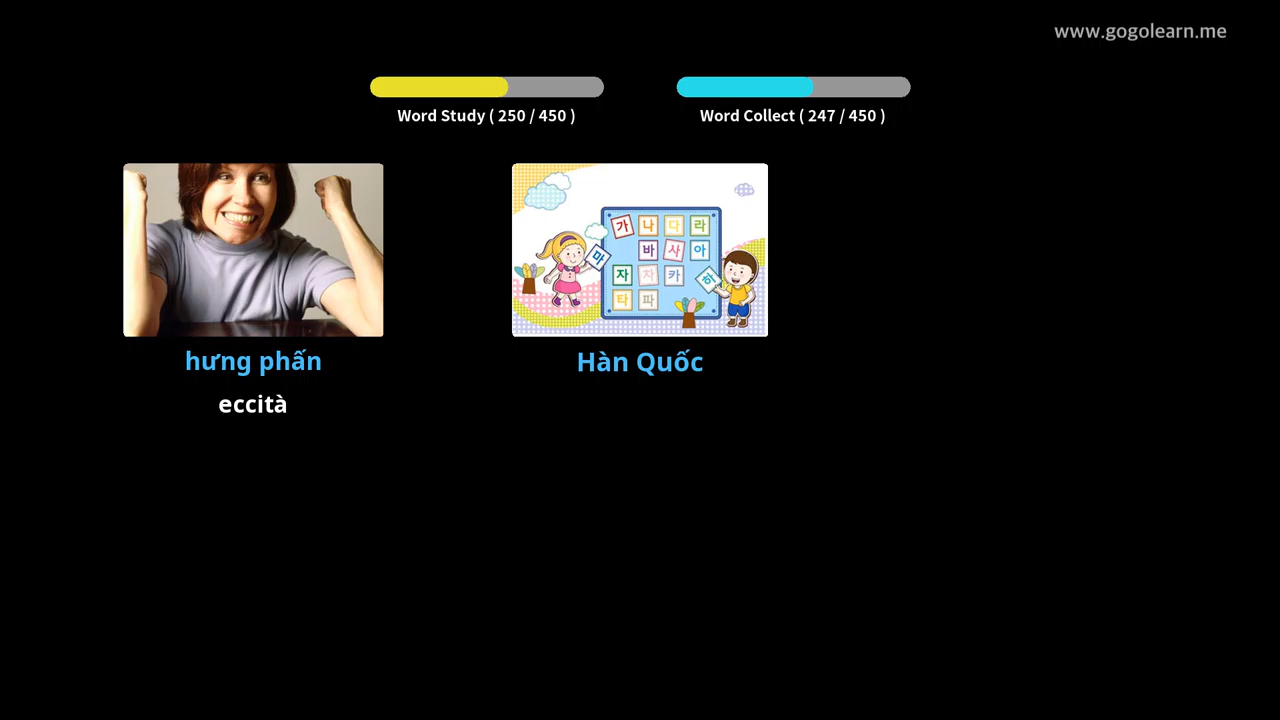 www.gogolearn.me
Word Study ( 250 / 450 )
Word Collect ( 247 / 450 )
가 나 다 라
마 바 사 아
자 차 카 하
타 파
hưng phấn
Hàn Quốc
eccità